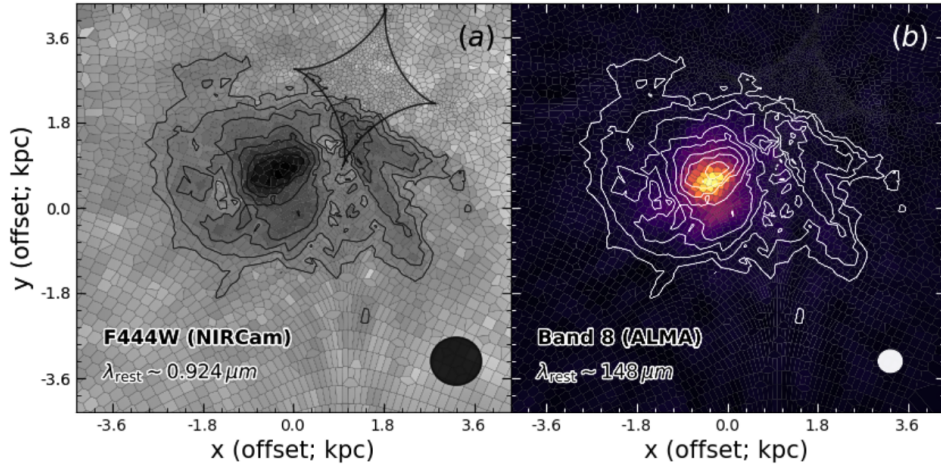 (a)
(b)
3.6
1.8
0.0
-1.8
-3.6
y (offset; kpc)
F444W (NIRCam)
λrest ~ 0.924 μm
Band 8 (ALMA)
λrest ~ 148 μm
-3.6 -1.8 0.0 1.8 3.6
-3.6 -1.8 0.0 1.8 3.6
x (offset; kpc)
x (offset; kpc)